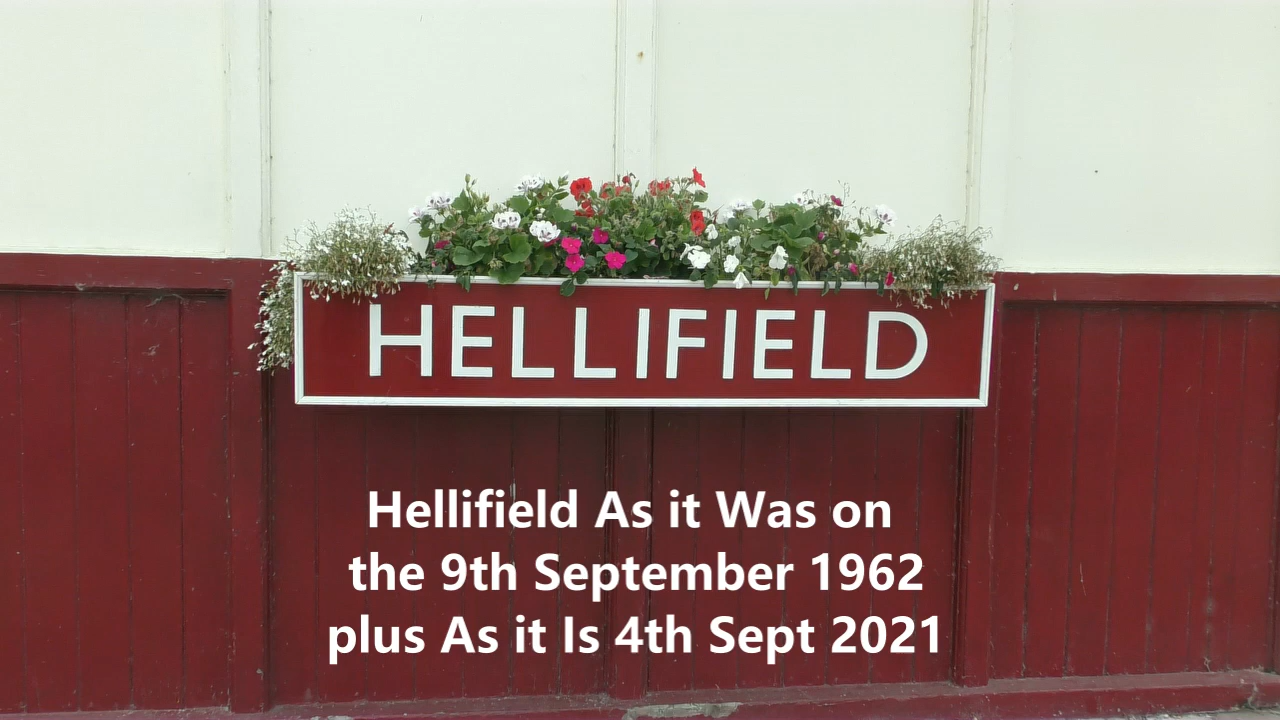 HELLIFIELD
Hellifield As it Was on
the 9th September 1962
plus As it Is 4th Sept 2021